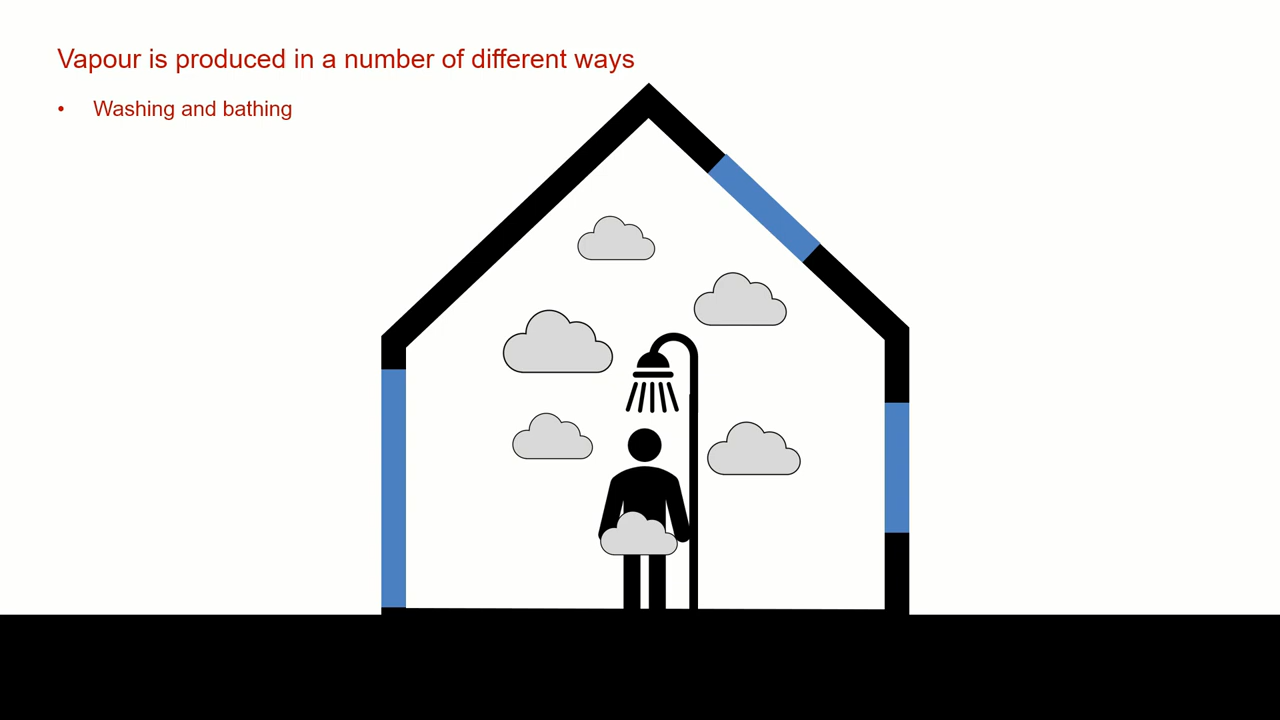 Vapour is produced in a number of different ways
• Washing and bathing